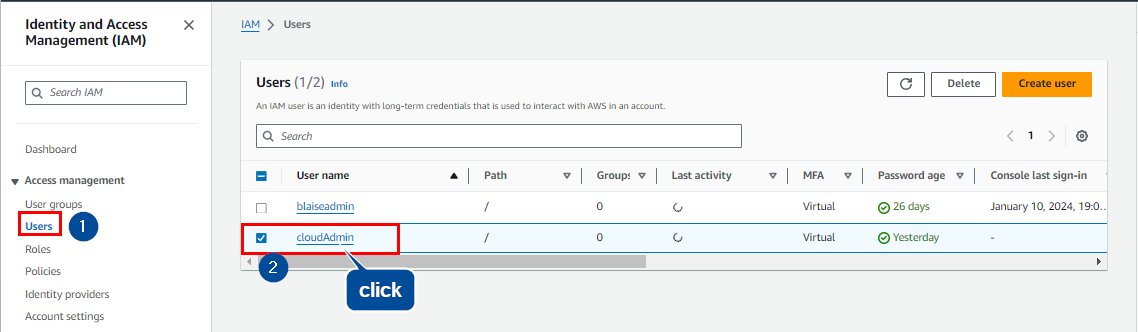 Identity and Access
Management (IAM)
Search IAM
Dashboard
Access management
User groups
Users
1
Roles
Policies
Identity providers
Account settings
IAM > Users
Users (1/2) Info
Delete
Create user
An IAM user is an identity with long-term credentials that is used to interact with AWS in an account.
Search
1
User name Path Groups Last activity MFA Password age Console last sign-in
blaiseadmin / 0 Virtual 26 days January 10, 2024, 19:0...
cloudAdmin / 0 Virtual Yesterday -
2
click